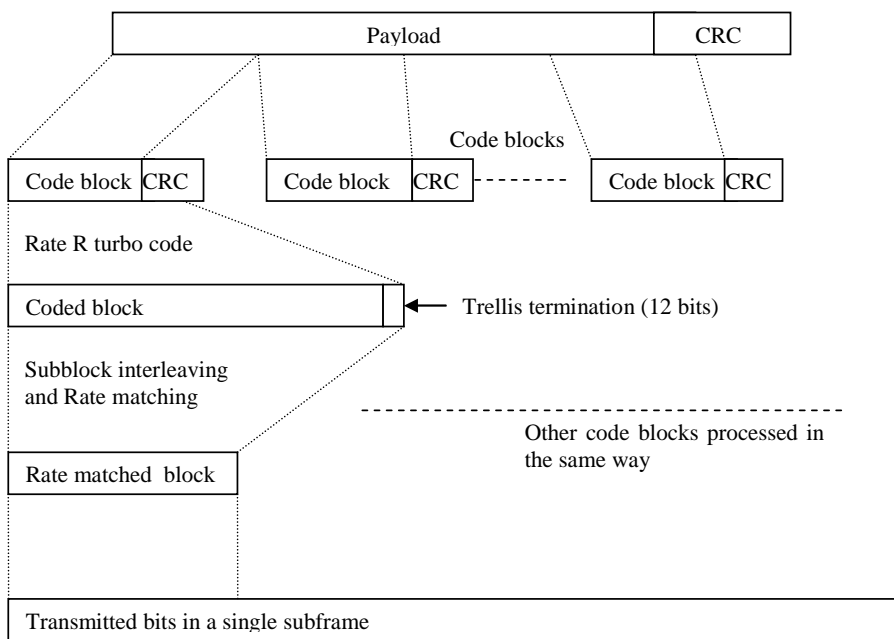 Payload CRC
Code blocks
Code block CRC Code block CRC Code block CRC
Rate R turbo code
Coded block
Trellis termination (12 bits)
Subblock interleaving
and Rate matching
Other code blocks processed in
the same way
Rate matched block
Transmitted bits in a single subframe